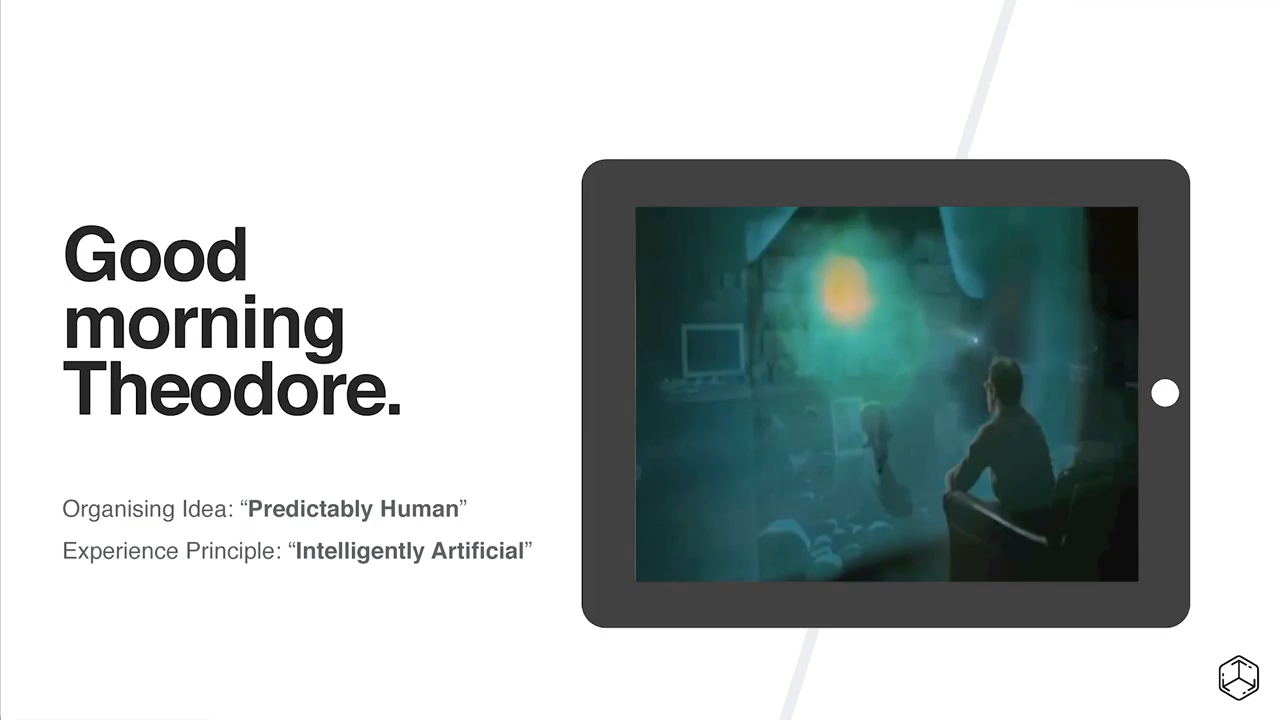 Good
morning
Theodore.
Organising Idea: “Predictably Human”
Experience Principle: “Intelligently Artificial”